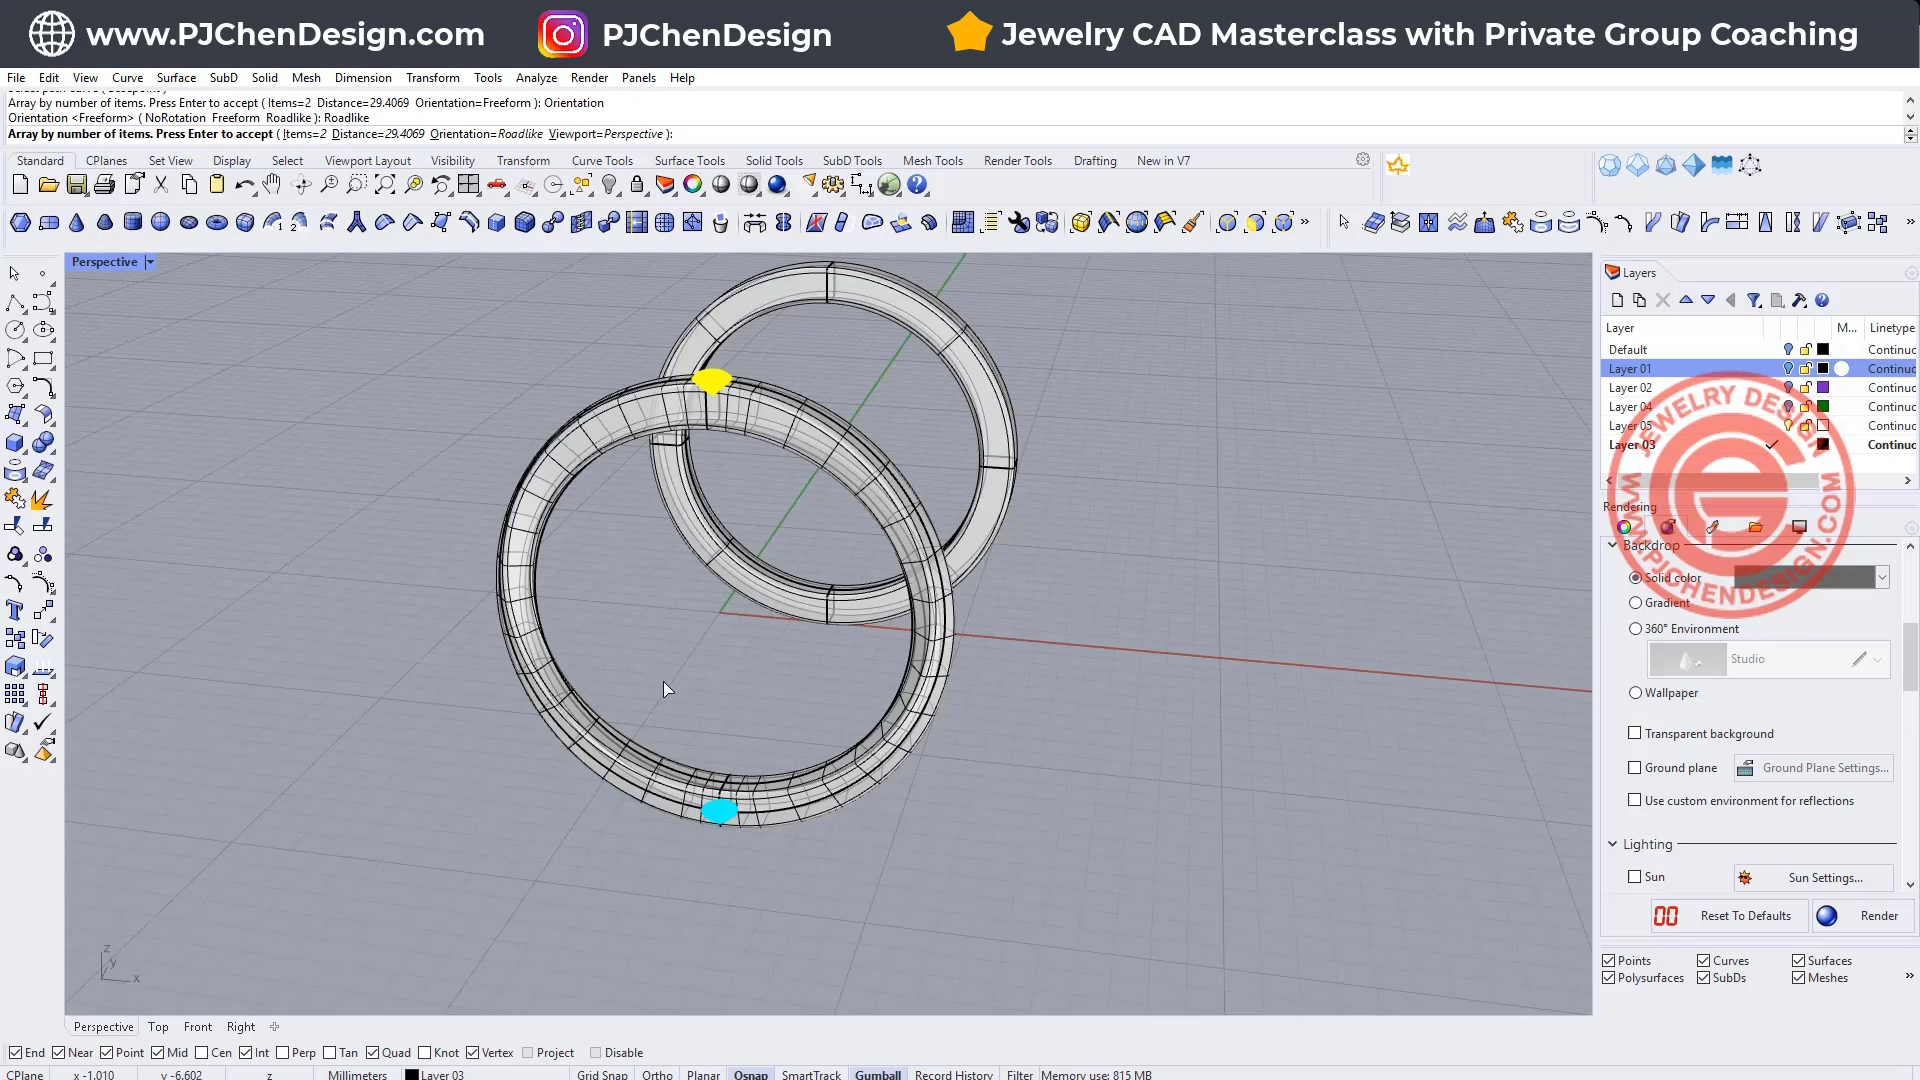 www.PJChenDesign.com PJChenDesign Jewelry CAD Masterclass with Private Group Coaching
File Edit View Curve Surface SubD Solid Mesh Dimension Transform Tools Analyze Render Panels Help
Array by number of items. Press Enter to accept ( Items=2 Distance=29.4069 Orientation=Freeform ): Orientation
Orientation <Freeform> ( NoRotation Freeform Roadlike ): Roadlike
Array by number of items. Press Enter to accept ( Items=2 Distance=29.4069 Orientation=Roadlike Viewport=Perspective ):
Standard CPlanes Set View Display Select Viewport Layout Visibility Transform Curve Tools Surface Tools Solid Tools SubD Tools Mesh Tools Render Tools Drafting New in V7
Perspective
Layers
Layer M... Linetype
Default Continuc
Layer 01 Continuc
Layer 02 Continuc
Layer 04 Continuc
Layer 05 Continuc
Layer 03 Continuc
JEWELRY DESIGN
WWW.PJCHENDESIGN.COM
Rendering
Backdrop
Solid color
Gradient
360° Environment
Studio
Wallpaper
Transparent background
Ground plane Ground Plane Settings...
Use custom environment for reflections
Lighting
Sun Sun Settings...
Reset To Defaults Render
Points Curves Surfaces
Polysurfaces SubDs Meshes
z
y
x
Perspective Top Front Right
End Near Point Mid Cen Int Perp Tan Quad Knot Vertex Project Disable
CPlane x -1.010 y -6.602 z Millimeters Layer 03 Grid Snap Ortho Planar Osnap SmartTrack Gumball Record History Filter Memory use: 815 MB